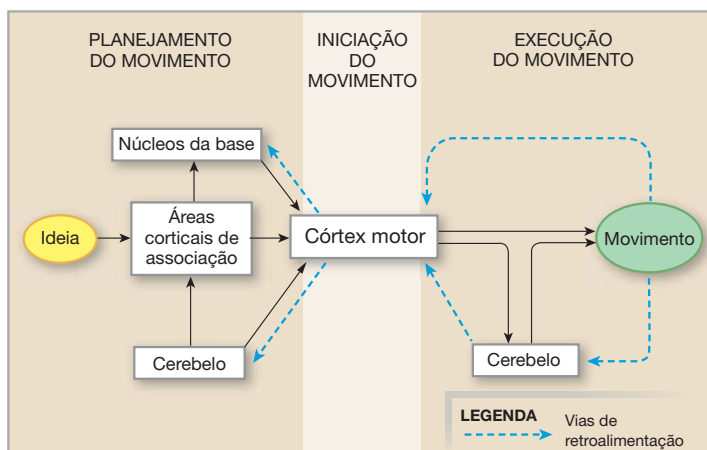 PLANEJAMENTO
DO MOVIMENTO
INICIAÇÃO
DO
MOVIMENTO
EXECUÇÃO
DO MOVIMENTO
Núcleos da base
Ideia
Áreas
corticais de
associação
Córtex motor
Movimento
Cerebelo
Cerebelo
LEGENDA
Vias de
retroalimentação